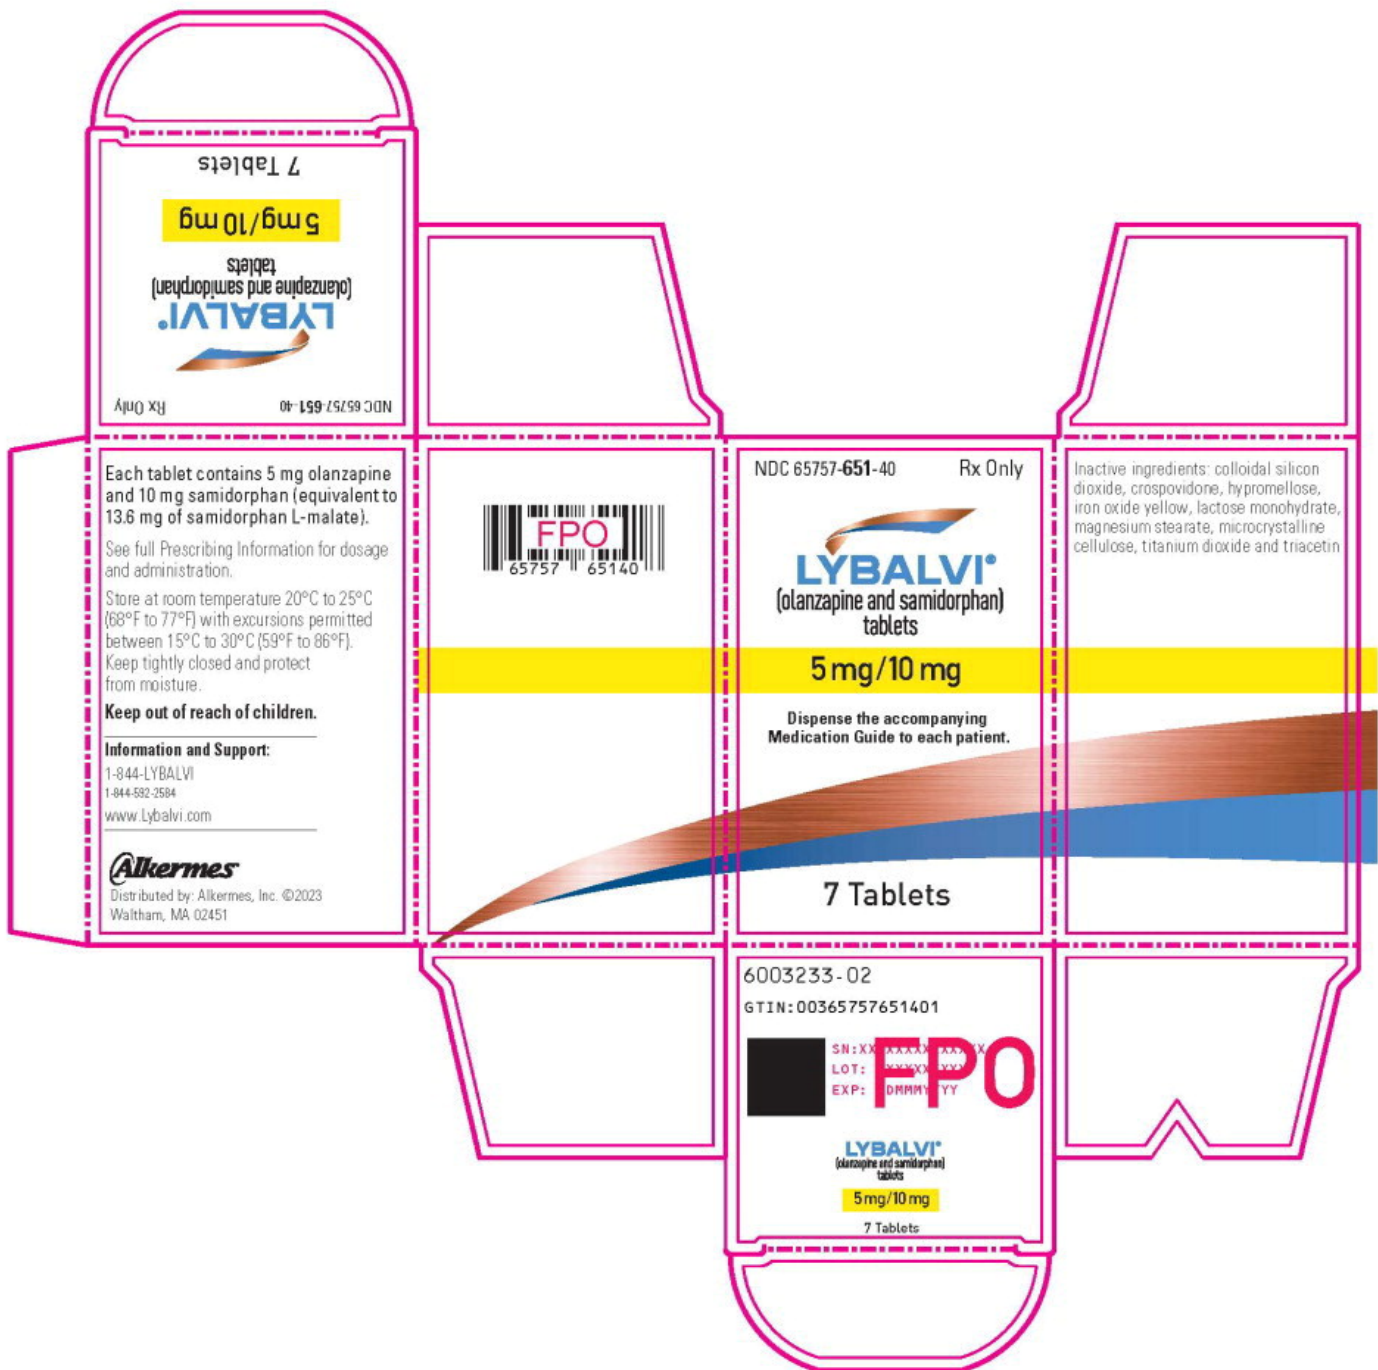 7 Tablets
5 mg/10 mg
tablets
(olanzapine and samidorphan)
LYBALVI®
NDC 65757-651-40 Rx Only
Each tablet contains 5 mg olanzapine
and 10 mg samidorphan (equivalent to
13.6 mg of samidorphan L-malate).
See full Prescribing Information for dosage
and administration.
Store at room temperature 20°C to 25°C
(68°F to 77°F) with excursions permitted
between 15°C to 30°C (59°F to 86°F).
Keep tightly closed and protect
from moisture.
Keep out of reach of children.
Information and Support:
1-844-LYBALVI
1-844-592-2584
www.Lybalvi.com
Alkermes®
Distributed by: Alkermes, Inc. ©2023
Waltham, MA 02451
FPO
65757 65140
NDC 65757-651-40 Rx Only
LYBALVI®
(olanzapine and samidorphan)
tablets
5 mg/10 mg
Dispense the accompanying
Medication Guide to each patient.
7 Tablets
Inactive ingredients: colloidal silicon
dioxide, crospovidone, hypromellose,
iron oxide yellow, lactose monohydrate,
magnesium stearate, microcrystalline
cellulose, titanium dioxide and triacetin
6003233-02
GTIN:00365757651401
SN:
LOT:
EXP:
FPO
LYBALVI®
(olanzapine and samidorphan)
tablets
5 mg/10 mg
7 Tablets